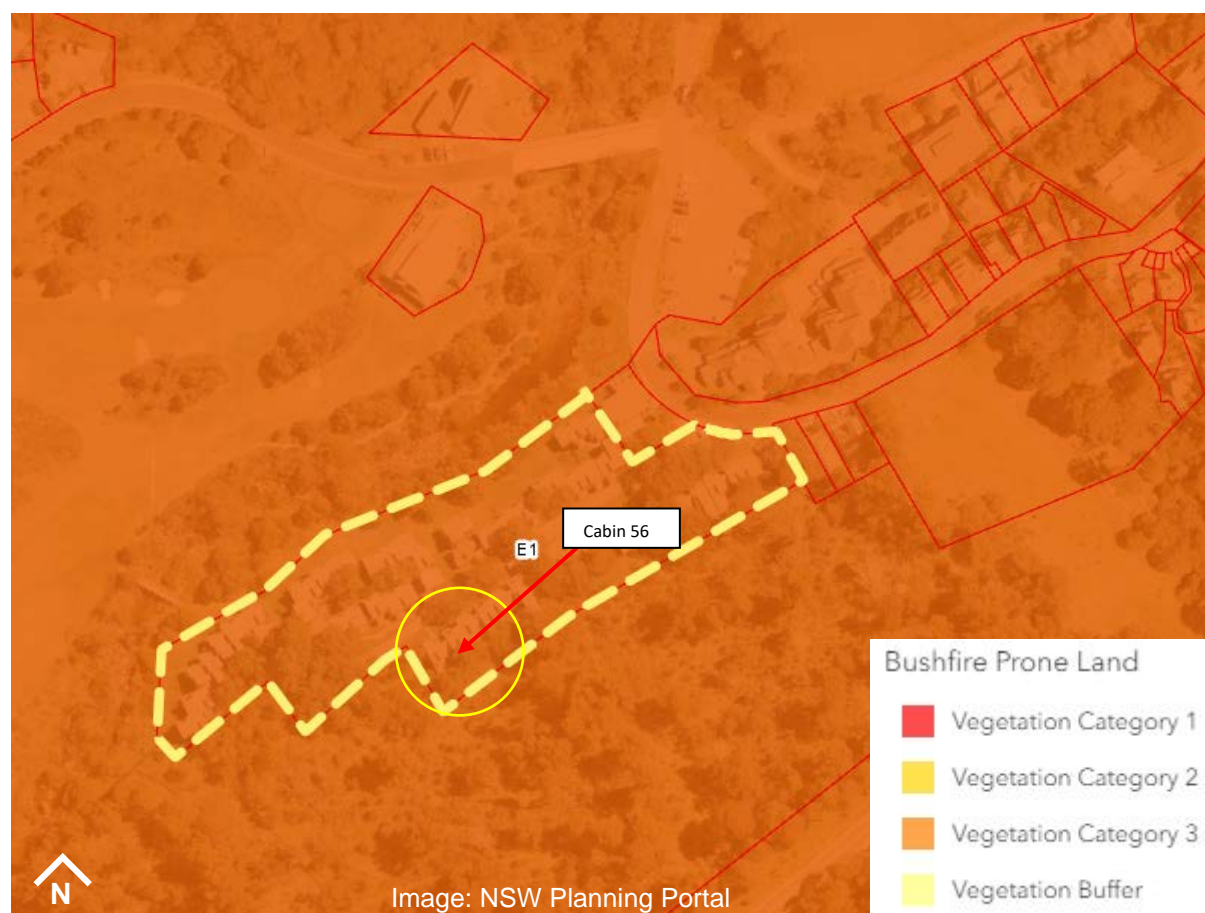 Cabin 56
E1
Bushfire Prone Land
Vegetation Category 1
Vegetation Category 2
Vegetation Category 3
Vegetation Buffer
N
Image: NSW Planning Portal